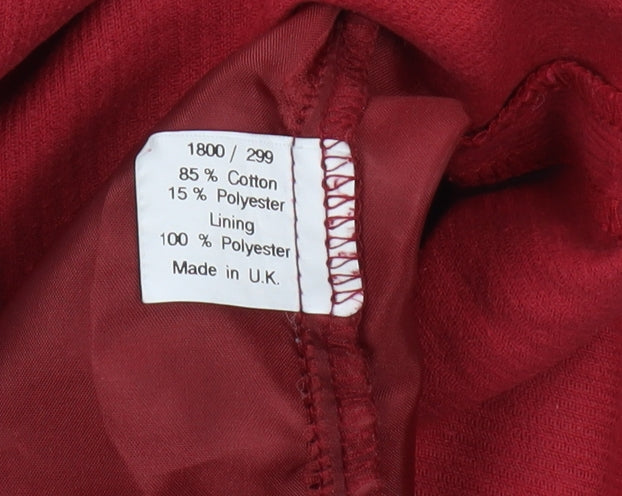 1800 / 299
85 % Cotton
15 % Polyester
Lining
100 % Polyester
Made in U.K.